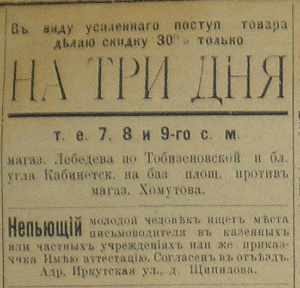 Въ виду усиленнаго поступ. товара
дѣлаю скидку 30% только
НА ТРИ ДНЯ
т. е. 7, 8 и 9-го с. м.
магаз. Лебедева по Тобизеновской и бл.
угла Кабинетск. на баз площ. противъ
магаз. Хомутова.
Непьющій молодой человѣкъ ищетъ мѣста
письмоводителя въ казенныхъ
или частныхъ учрежденіяхъ или же приказ-
чика Имѣю аттестацію. Согласенъ въ отъѣздъ.
Адр. Иркутская ул., д. Щипилова.